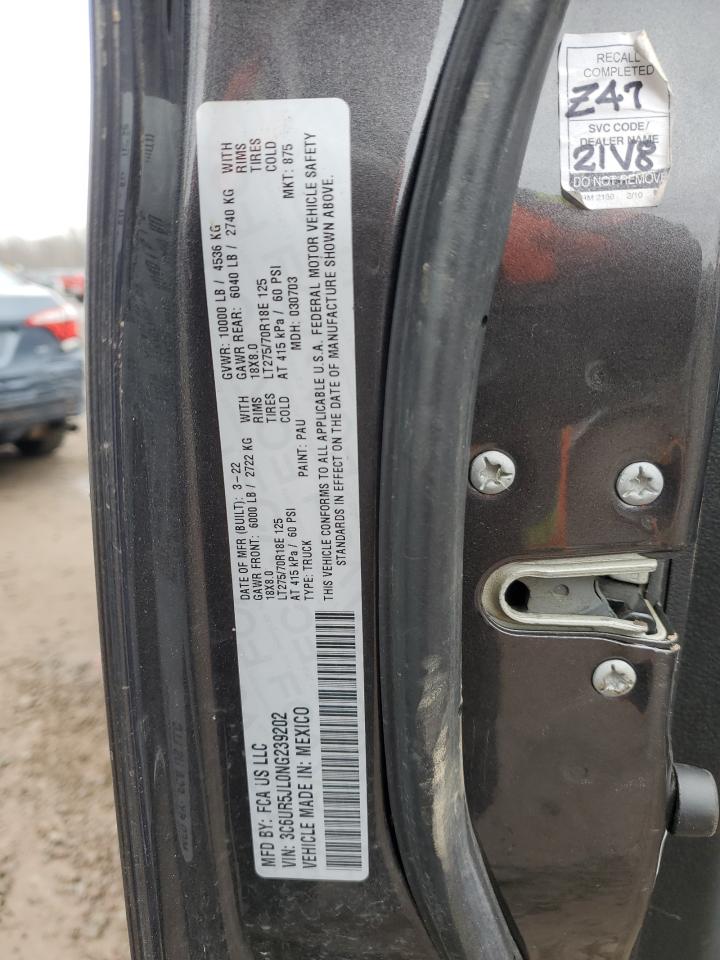 MFD BY: FCA US LLC
VIN: 3C6UR5JL0NG239202
VEHICLE MADE IN: MEXICO
DATE OF MFR (BUILT): 3-22
GAWR FRONT: 6000 LB / 2722 KG WITH
18X8.0 RIMS
LT275/70R18E 125 TIRES
AT 415 kPa / 60 PSI COLD
TYPE: TRUCK PAINT: PAU
GVWR: 10000 LB / 4536 KG
GAWR REAR: 6040 LB / 2740 KG WITH
18X8.0 RIMS
LT275/70R18E 125 TIRES
AT 415 kPa / 60 PSI COLD
MDH: 030703 MKT: 875
THIS VEHICLE CONFORMS TO ALL APPLICABLE U.S.A. FEDERAL MOTOR VEHICLE SAFETY
STANDARDS IN EFFECT ON THE DATE OF MANUFACTURE SHOWN ABOVE.
RECALL
COMPLETED
Z47
SVC CODE/
DEALER NAME
21V8
DO NOT REMOVE